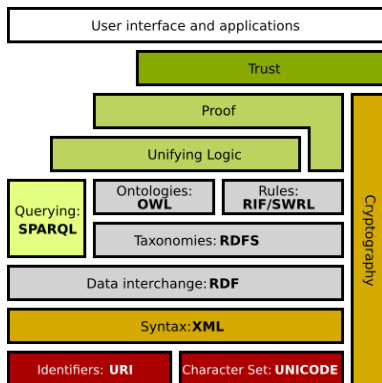 User interface and applications
Trust
Proof
Unifying Logic
Ontologies:
OWL
Rules:
RIF/SWRL
Querying:
SPARQL
Taxonomies: RDFS
Data interchange: RDF
Syntax: XML
Identifiers: URI
Character Set: UNICODE
Cryptography